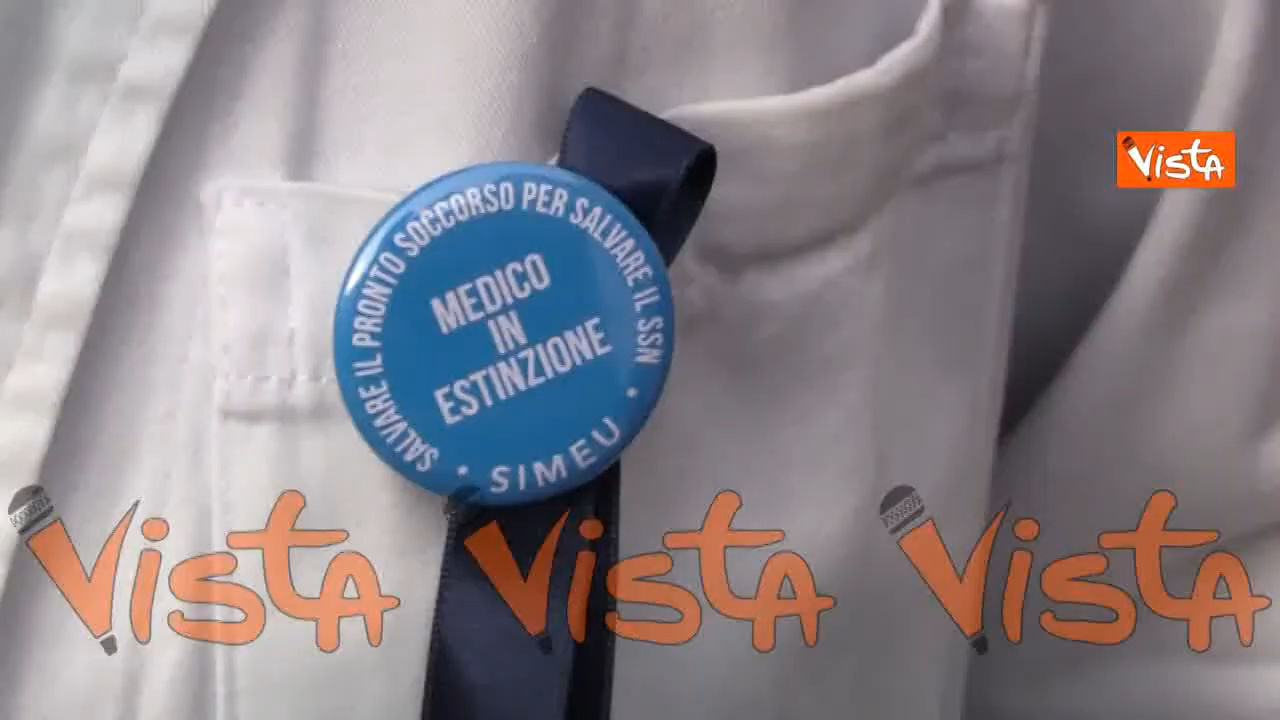 VISTA
SALVARE IL PRONTO SOCCORSO PER SALVARE IL SSN
MEDICO
IN
ESTINZIONE
• SIMEU •
VISTA VISTA VISTA